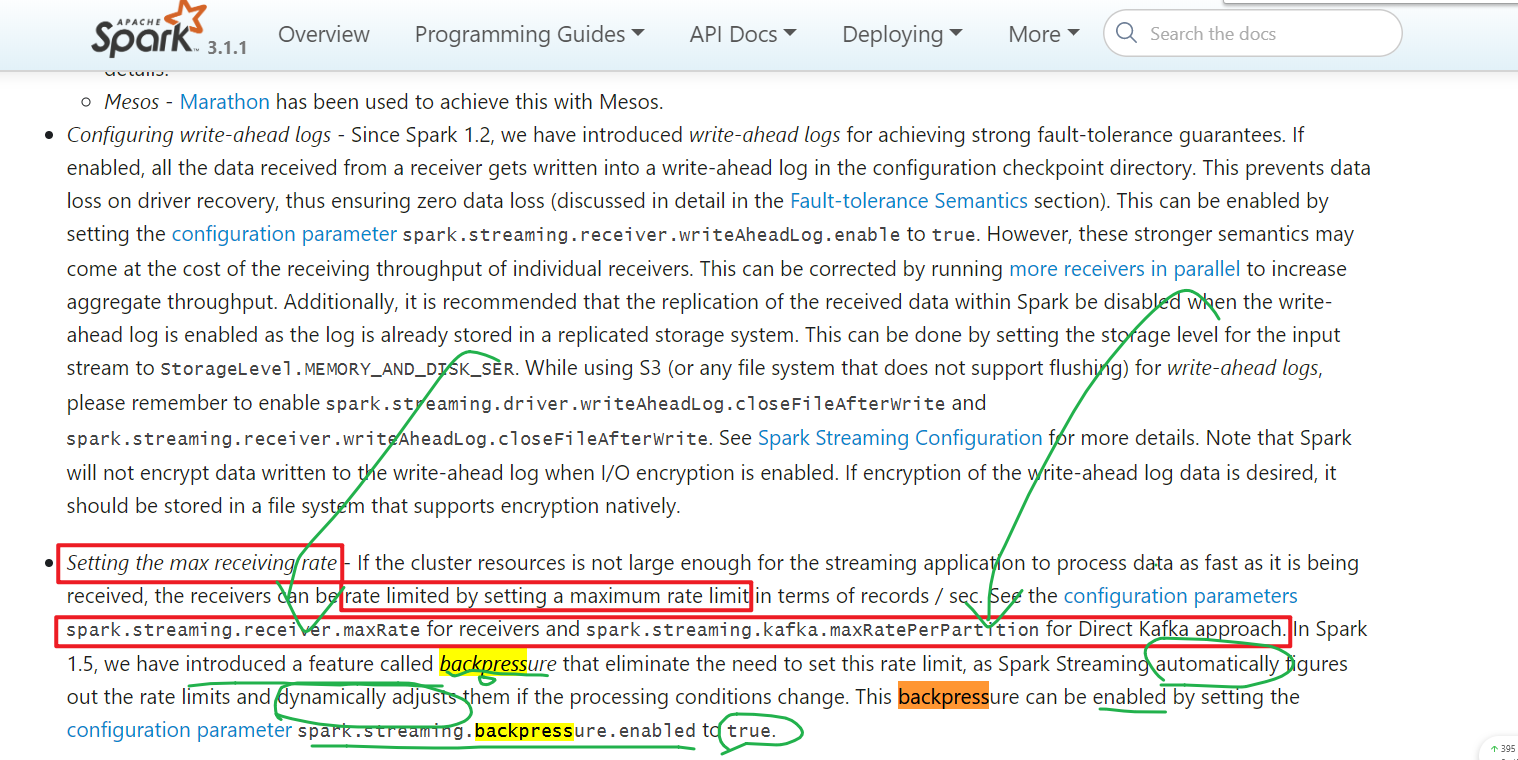 APACHE
Spark™ 3.1.1 Overview Programming Guides API Docs Deploying More Search the docs
details.
Mesos - Marathon has been used to achieve this with Mesos.
Configuring write-ahead logs - Since Spark 1.2, we have introduced write-ahead logs for achieving strong fault-tolerance guarantees. If
enabled, all the data received from a receiver gets written into a write-ahead log in the configuration checkpoint directory. This prevents data
loss on driver recovery, thus ensuring zero data loss (discussed in detail in the Fault-tolerance Semantics section). This can be enabled by
setting the configuration parameter spark.streaming.receiver.writeAheadLog.enable to true. However, these stronger semantics may
come at the cost of the receiving throughput of individual receivers. This can be corrected by running more receivers in parallel to increase
aggregate throughput. Additionally, it is recommended that the replication of the received data within Spark be disabled when the write-
ahead log is enabled as the log is already stored in a replicated storage system. This can be done by setting the storage level for the input
stream to StorageLevel.MEMORY_AND_DISK_SER. While using S3 (or any file system that does not support flushing) for write-ahead logs,
please remember to enable spark.streaming.driver.writeAheadLog.closeFileAfterWrite and
spark.streaming.receiver.writeAheadLog.closeFileAfterWrite. See Spark Streaming Configuration for more details. Note that Spark
will not encrypt data written to the write-ahead log when I/O encryption is enabled. If encryption of the write-ahead log data is desired, it
should be stored in a file system that supports encryption natively.
Setting the max receiving rate - If the cluster resources is not large enough for the streaming application to process data as fast as it is being
received, the receivers can be rate limited by setting a maximum rate limit in terms of records / sec. See the configuration parameters
spark.streaming.receiver.maxRate for receivers and spark.streaming.kafka.maxRatePerPartition for Direct Kafka approach. In Spark
1.5, we have introduced a feature called backpressure that eliminate the need to set this rate limit, as Spark Streaming automatically figures
out the rate limits and dynamically adjusts them if the processing conditions change. This backpressure can be enabled by setting the
configuration parameter spark.streaming.backpressure.enabled to true.
395